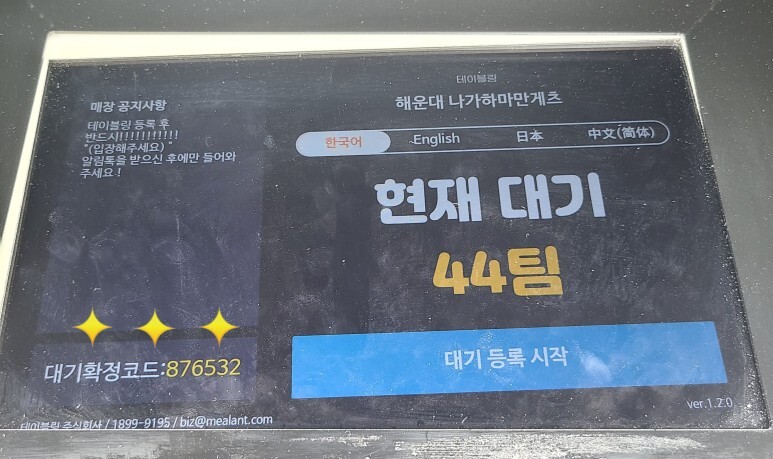 테이블링
해운대 나가하마만게츠
한국어 English 日本 中文(简体)
현재 대기
44팀
대기 등록 시작
ver.1.2.0
매장 공지사항
테이블링 등록 후
반드시!!!!!!!!!!!
"(입장해주세요) "
알림톡을 받으신 후에만 들어와
주세요 !
대기확정코드:876532
테이블링 주식회사 / 1899-9195 / biz@mealant.com